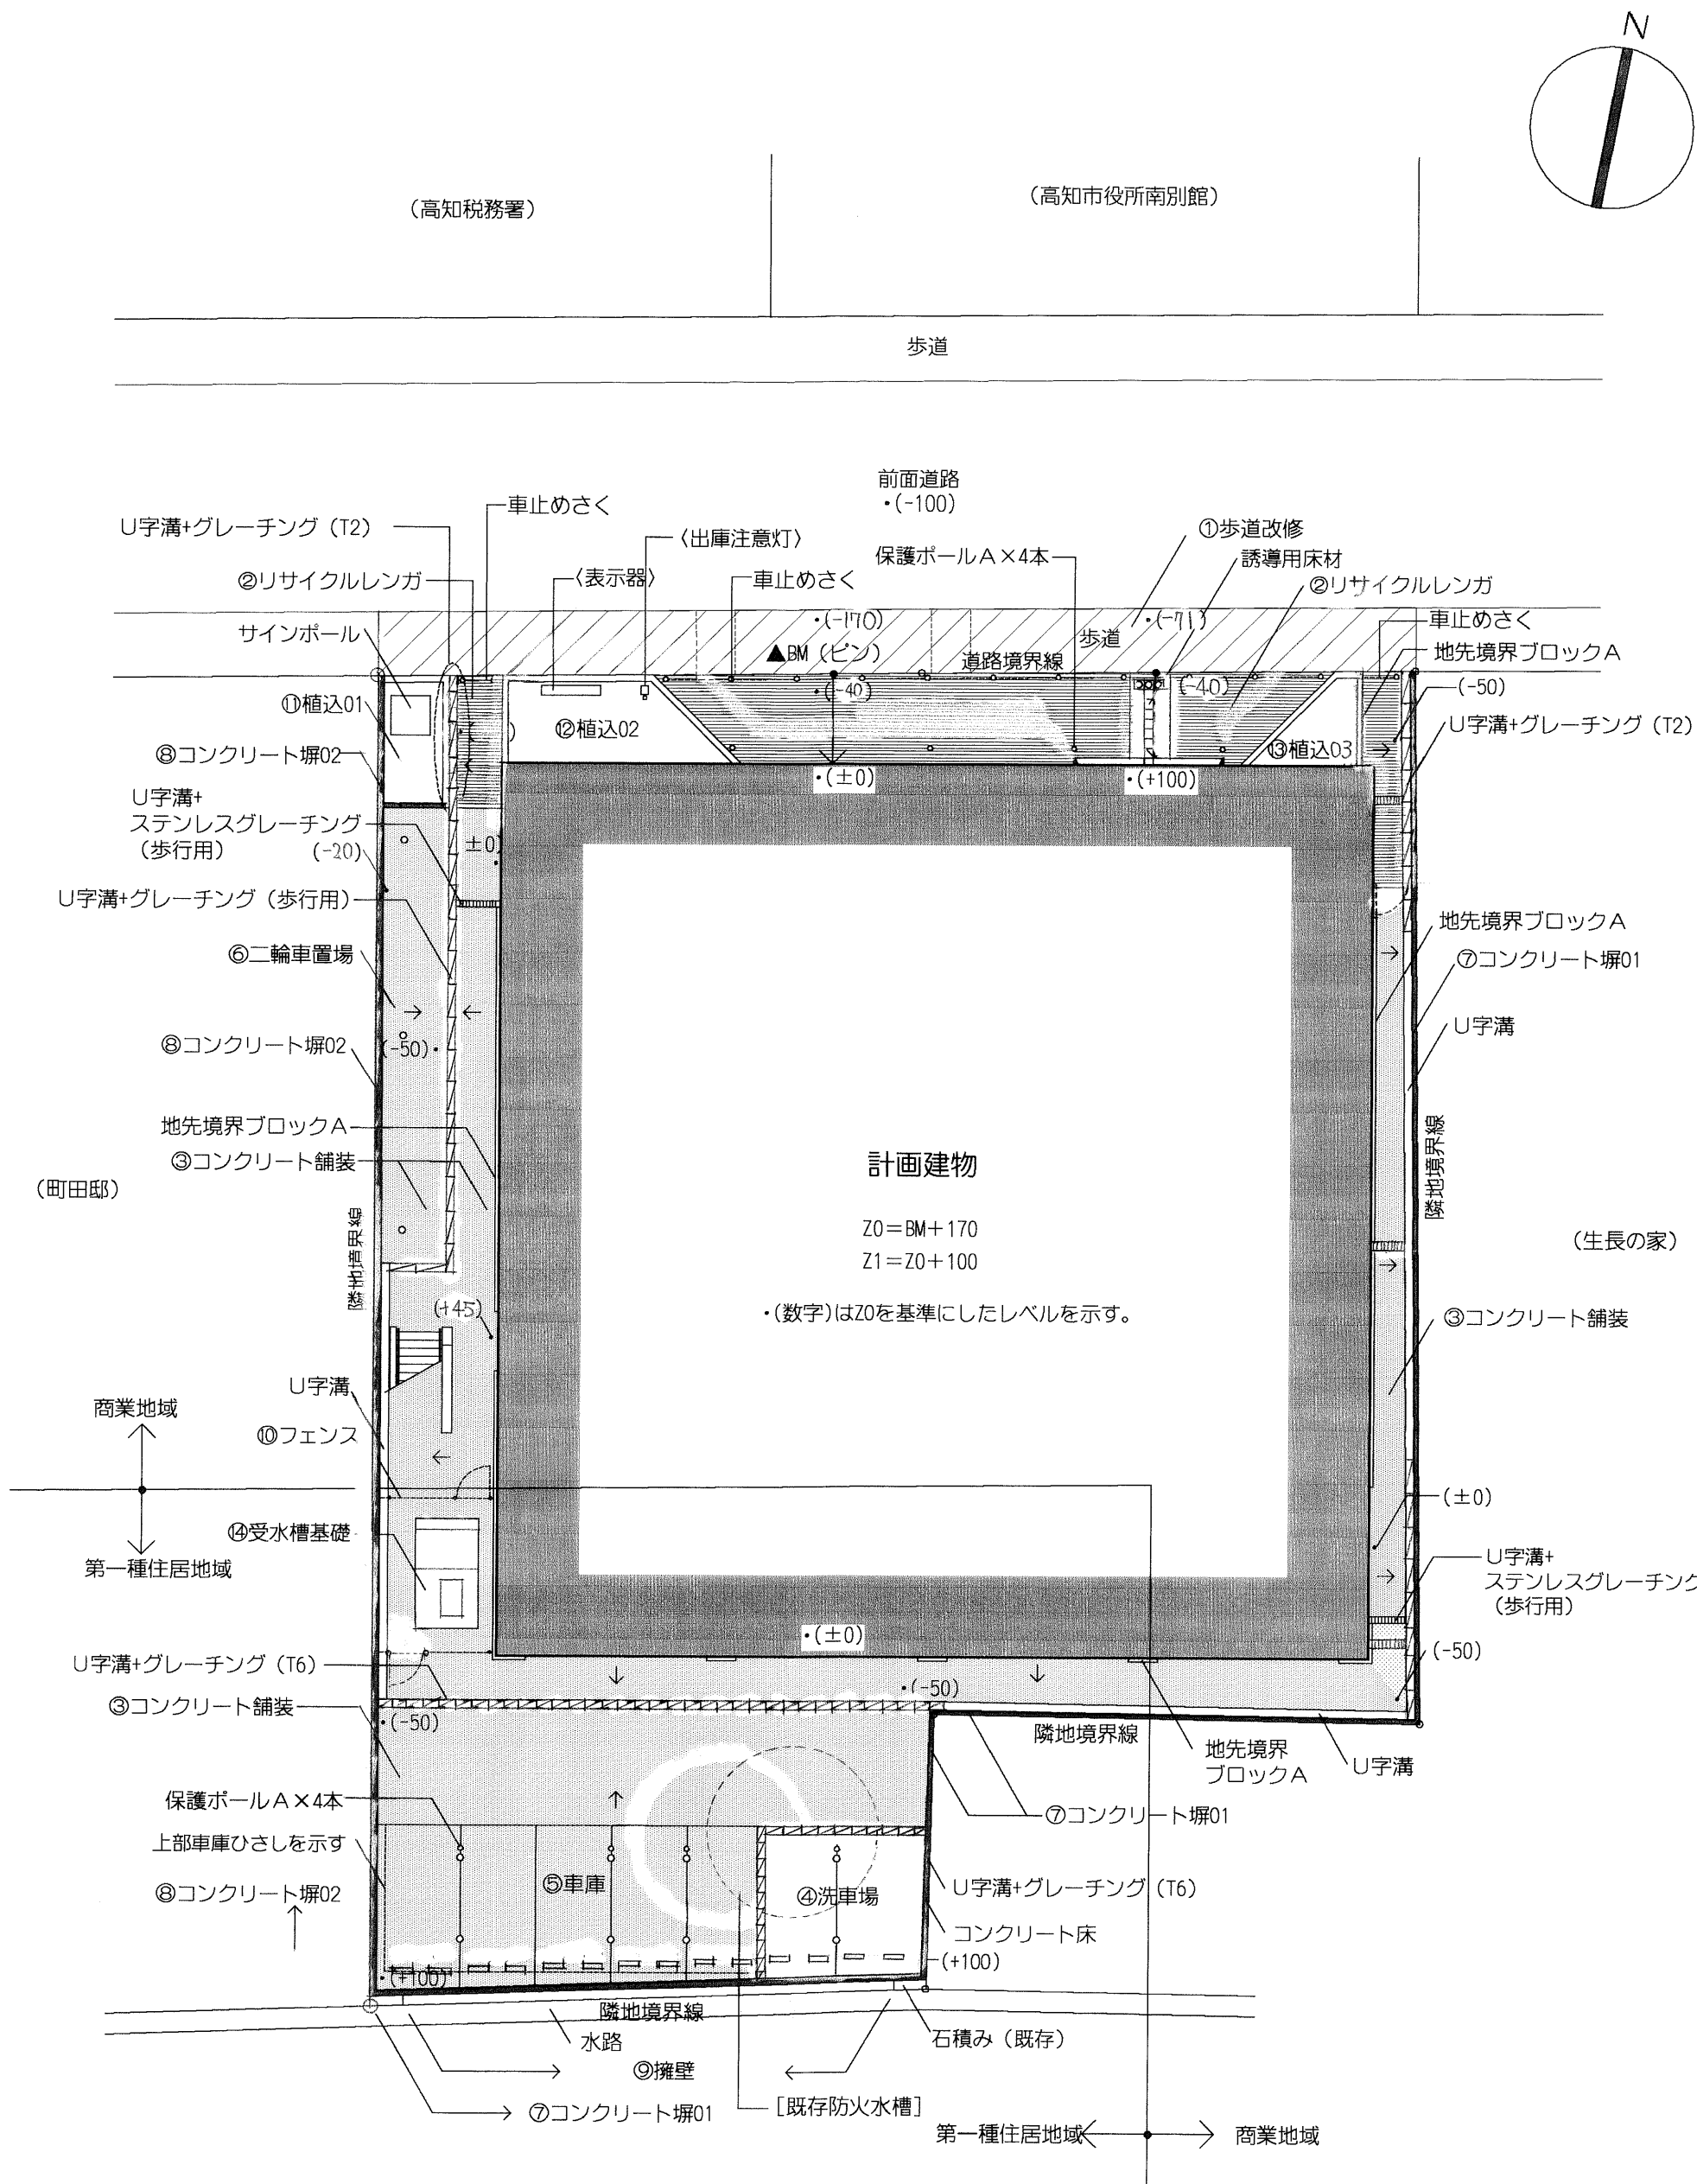 N
（高知税務署）
（高知市役所南別館）
歩道
前面道路
・(-100)
車止めさく
U字溝+グレーチング（T2）
〈出庫注意灯〉
①歩道改修
保護ポールA×4本
誘導用床材
〈表示器〉
車止めさく
②リサイクルレンガ
②リサイクルレンガ
サインポール
・(-170)
・(-71)
歩道
車止めさく
▲BM（ピン）
道路境界線
地先境界ブロックA
・(-40)
(-40)
(-50)
⑪植込01
⑫植込02
⑬植込03
U字溝+グレーチング（T2）
⑧コンクリート塀02
・(±0)
・(+100)
U字溝+
ステンレスグレーチング
（歩行用）
(-20)
±0)
U字溝+グレーチング（歩行用）
地先境界ブロックA
⑥二輪車置場
⑦コンクリート塀01
U字溝
⑧コンクリート塀02
(-50)・
地先境界ブロックA
③コンクリート舗装
隣地境界線
計画建物
（町田邸）
隣地境界線
Z0＝BM＋170
Z1＝Z0＋100
（生長の家）
(+45)
・(数字)はZ0を基準にしたレベルを示す。
③コンクリート舗装
U字溝
商業地域
⑩フェンス
(±0)
⑭受水槽基礎
第一種住居地域
U字溝+
ステンレスグレーチング
（歩行用）
・(±0)
(-50)
U字溝+グレーチング（T6）
・(-50)
③コンクリート舗装
・(-50)
隣地境界線
地先境界
ブロックA
U字溝
保護ポールA×4本
⑦コンクリート塀01
上部車庫ひさしを示す
⑤車庫
④洗車場
⑧コンクリート塀02
U字溝+グレーチング（T6）
コンクリート床
(+100)
・(+100)
隣地境界線
水路
石積み（既存）
⑨擁壁
［既存防火水槽］
⑦コンクリート塀01
第一種住居地域
商業地域